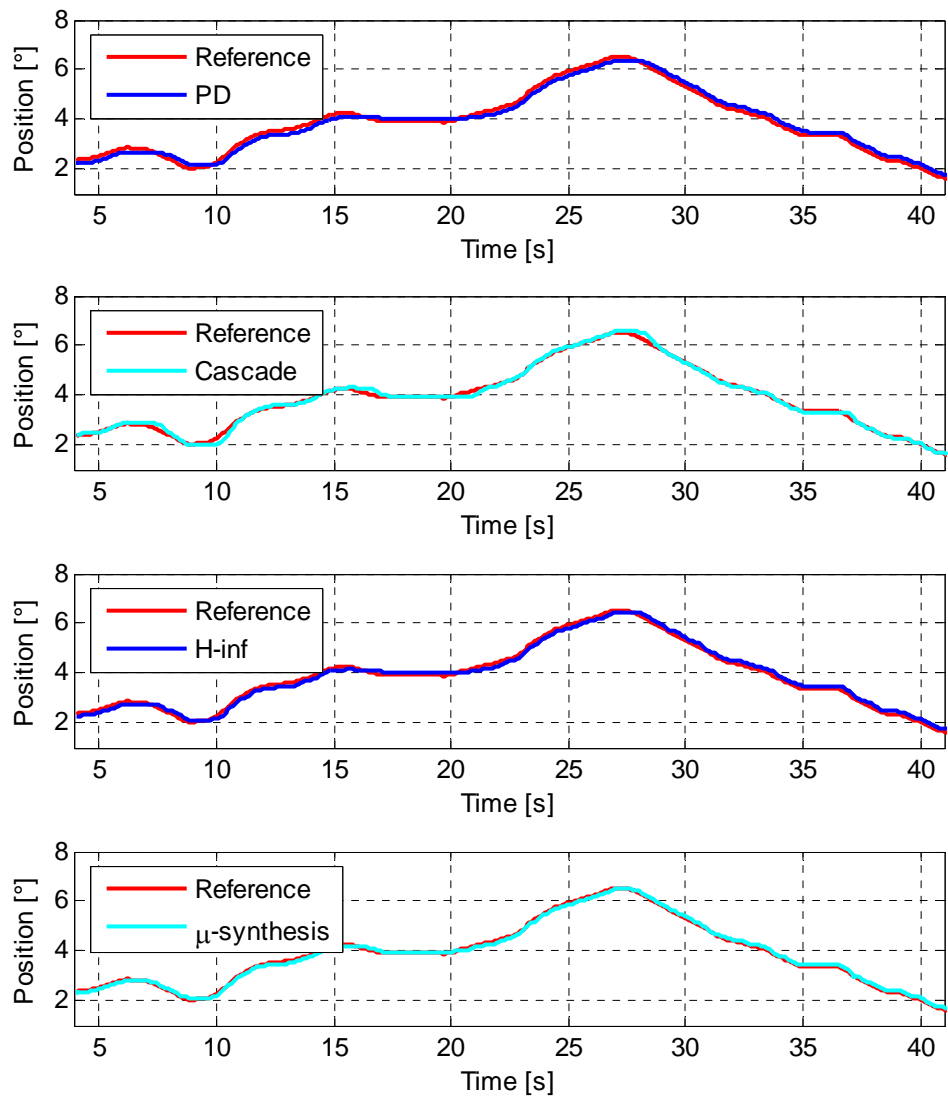 8
6
4
2
Position [°]
Reference
PD
5 10 15 20 25 30 35 40
Time [s]
8
6
4
2
Position [°]
Reference
Cascade
5 10 15 20 25 30 35 40
Time [s]
8
6
4
2
Position [°]
Reference
H-inf
5 10 15 20 25 30 35 40
Time [s]
8
6
4
2
Position [°]
Reference
μ-synthesis
5 10 15 20 25 30 35 40
Time [s]